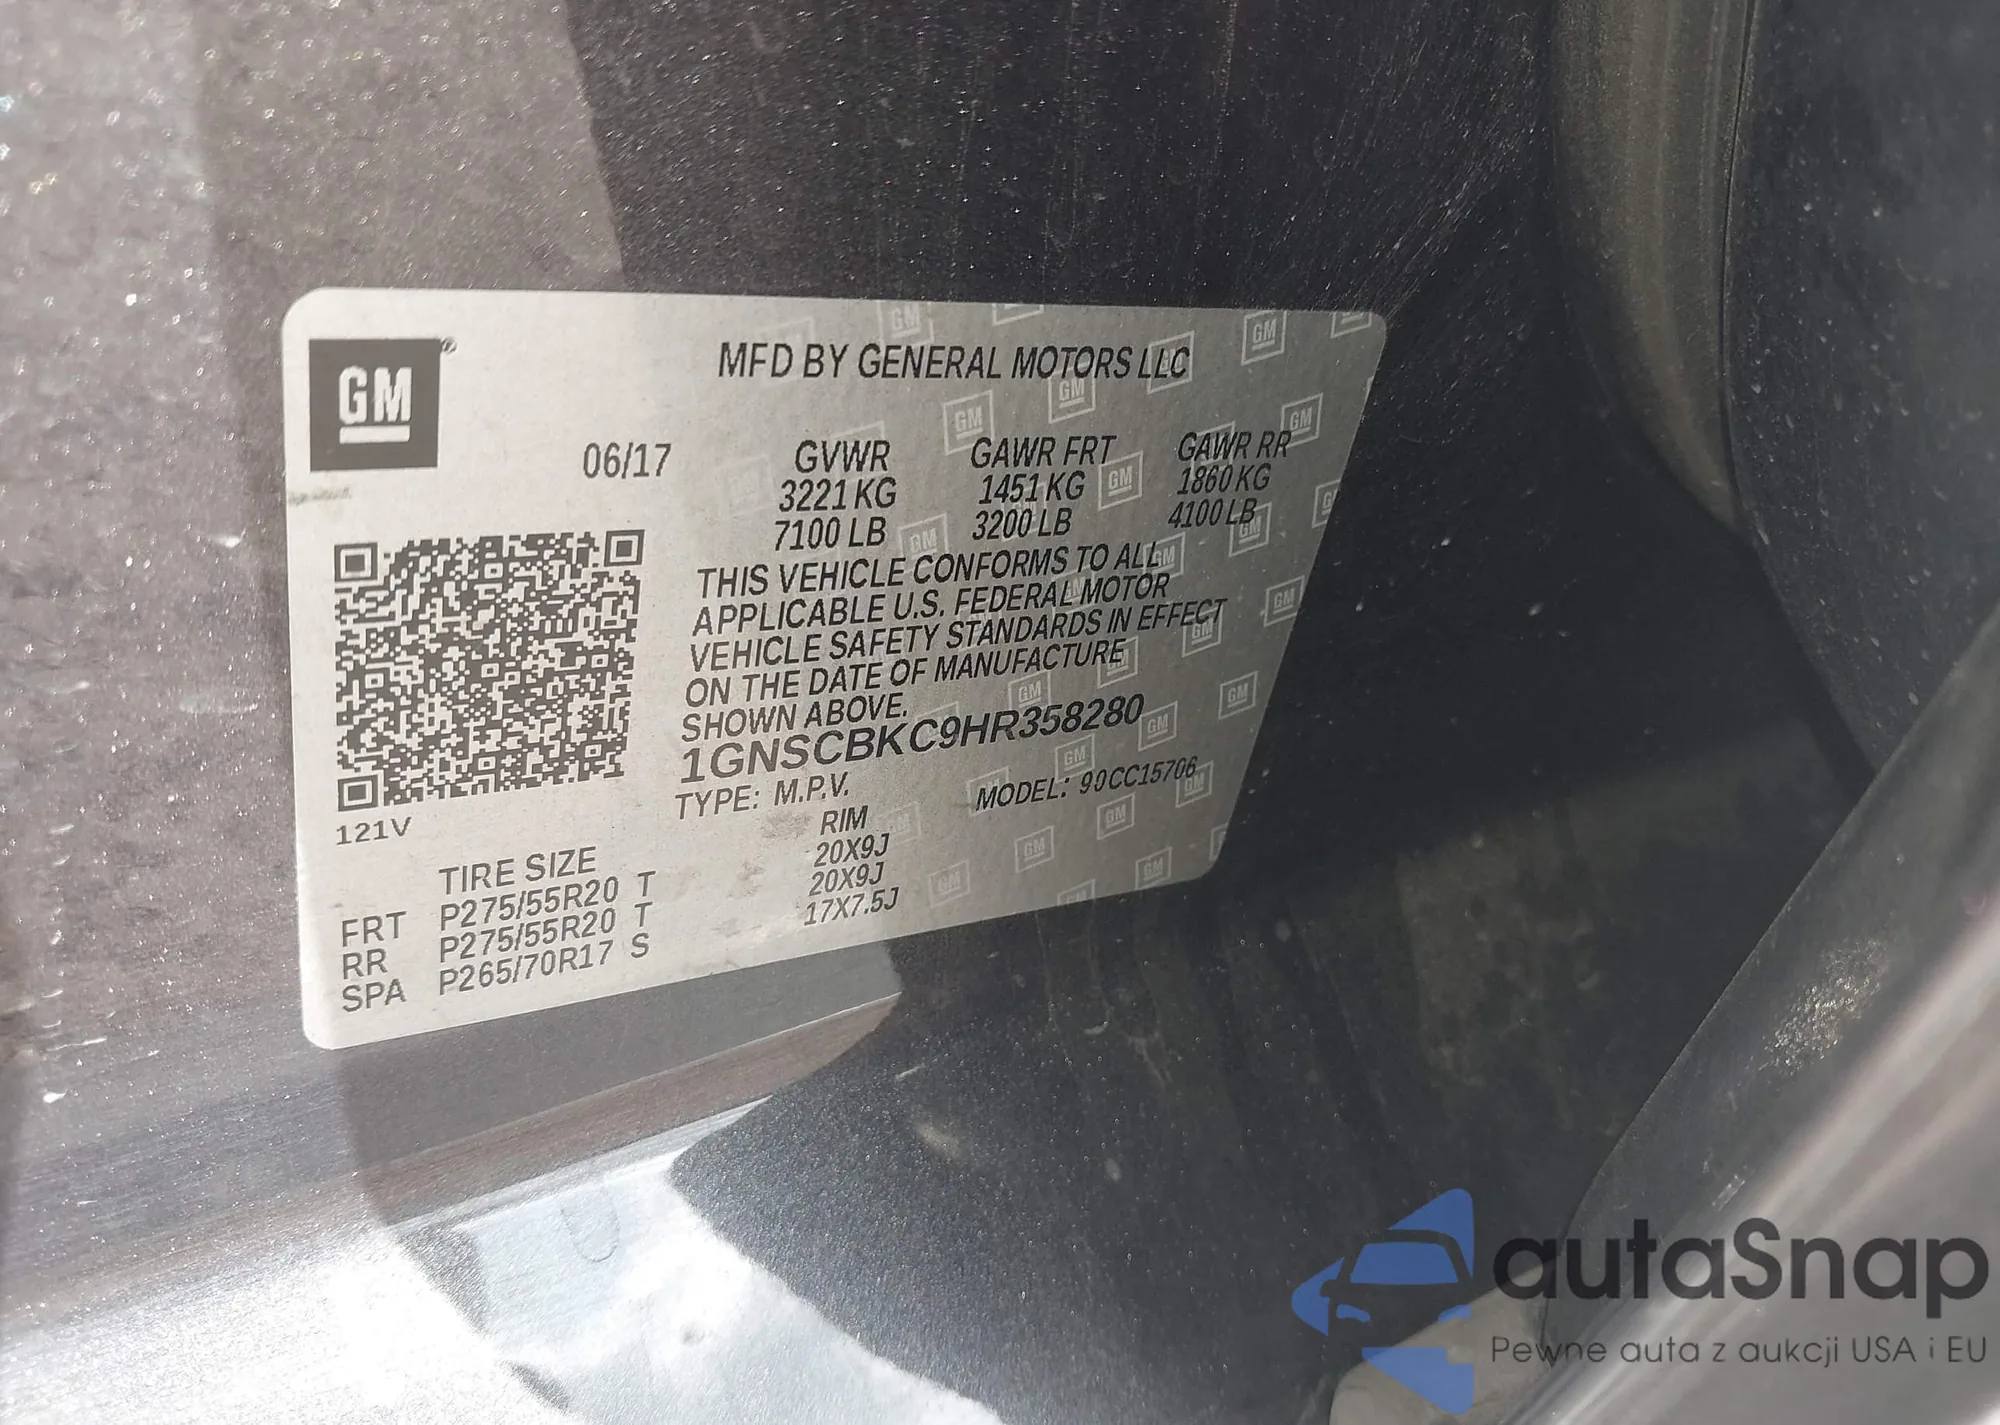 GM
MFD BY GENERAL MOTORS LLC
06/17
GVWR GAWR FRT GAWR RR
3221 KG 1451 KG 1860 KG
7100 LB 3200 LB 4100 LB
THIS VEHICLE CONFORMS TO ALL
APPLICABLE U.S. FEDERAL MOTOR
VEHICLE SAFETY STANDARDS IN EFFECT
ON THE DATE OF MANUFACTURE
SHOWN ABOVE.
1GNSCBKC9HR358280
TYPE: M.P.V. MODEL: 90CC15706
121V
TIRE SIZE RIM
FRT P275/55R20 T 20X9J
RR P275/55R20 T 20X9J
SPA P265/70R17 S 17X7.5J
autaSnap
Pewne auta z aukcji USA i EU